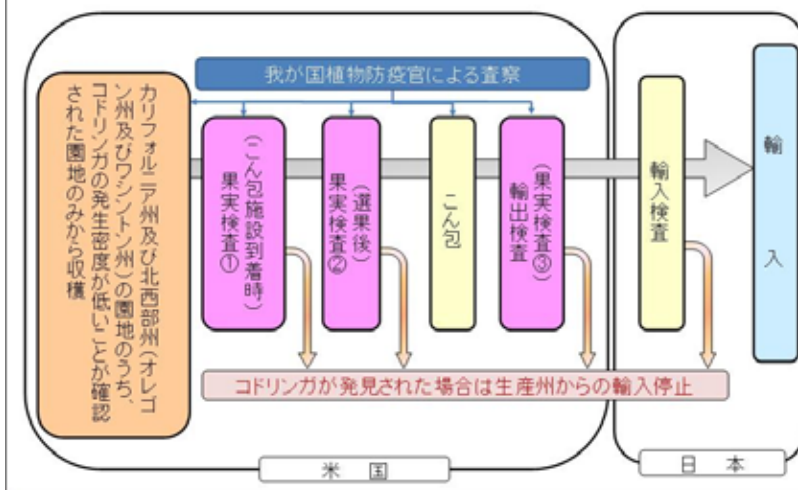 我が国植物防疫官による査察
カリフォルニア州及び北西部州(オレゴ
ン州及びワシントン州)の園地のうち、
コドリンガの発生密度が低いことが確認
された園地のみから収穫
(こん包施設到着時)
果実検査①
(選果後)
果実検査②
こん包
(果実検査③)
輸出検査
輸入検査
輸 入
コドリンガが発見された場合は生産州からの輸入停止
米 国
日 本